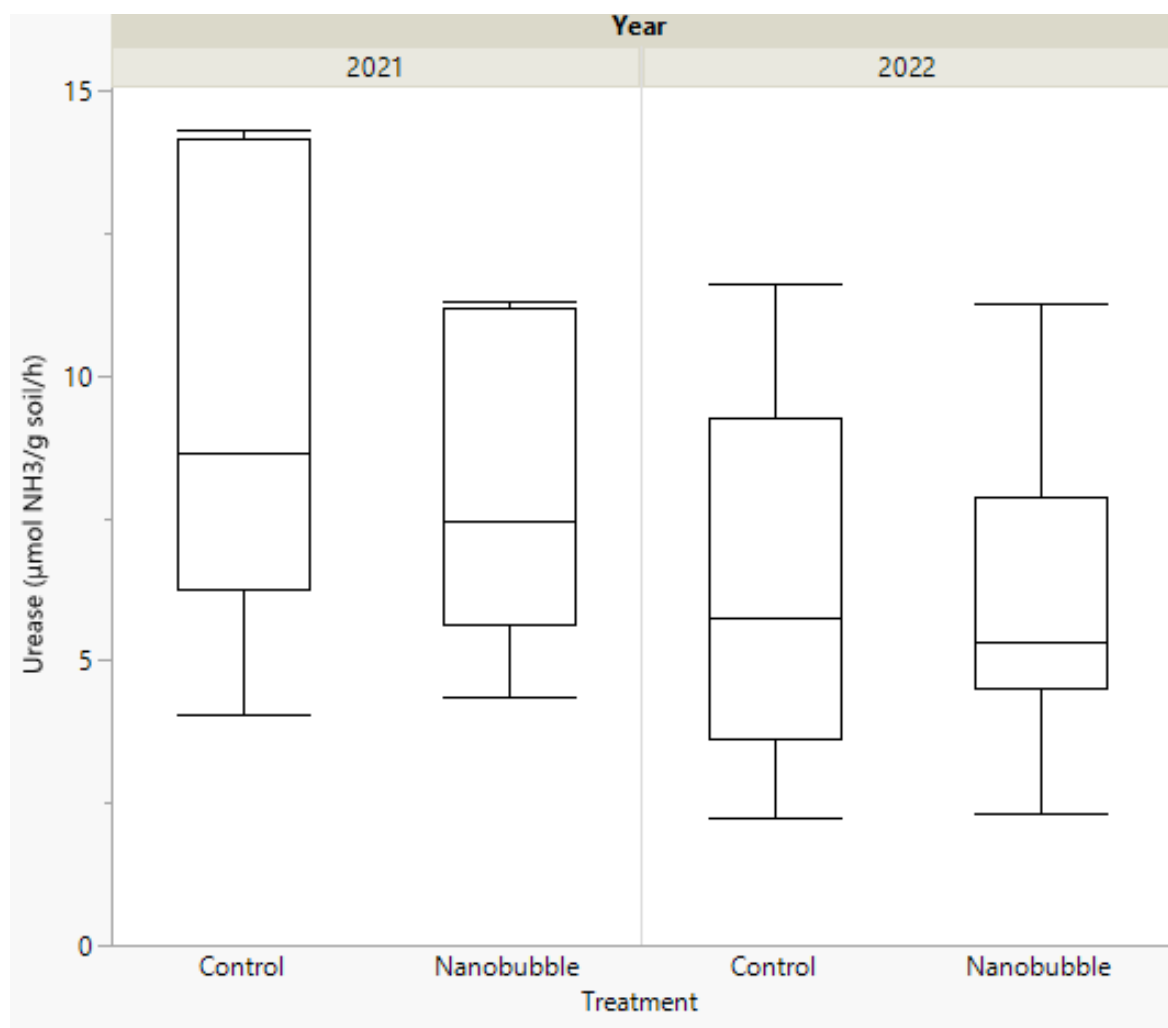 Year
2021 2022
15
10
5
0
Urease (µmol NH3/g soil/h)
Control Nanobubble Control Nanobubble
Treatment